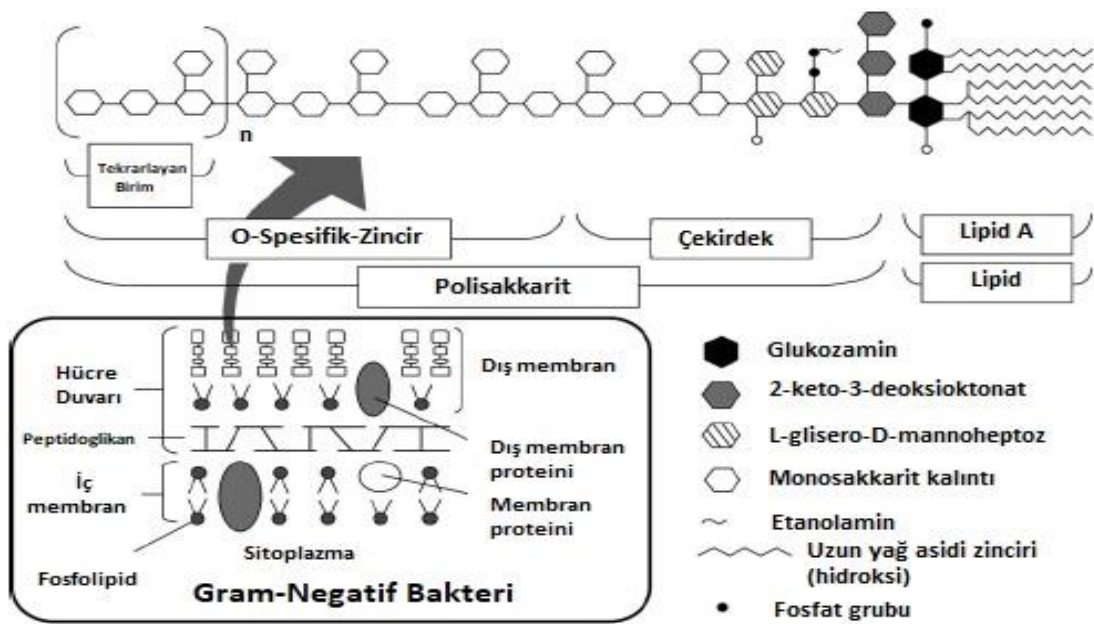 n
Tekrarlayan
Birim
O-Spesifik-Zincir
Çekirdek
Lipid A
Polisakkarit
Lipid
Hücre
Duvarı
Peptidoglikan
İç
membran
Fosfolipid
Dış membran
Dış membran
proteini
Membran
proteini
Sitoplazma
Gram-Negatif Bakteri
Glukozamin
2-keto-3-deoksioktonat
L-glisero-D-mannoheptoz
Monosakkarit kalıntı
Etanolamin
Uzun yağ asidi zinciri
(hidroksi)
Fosfat grubu